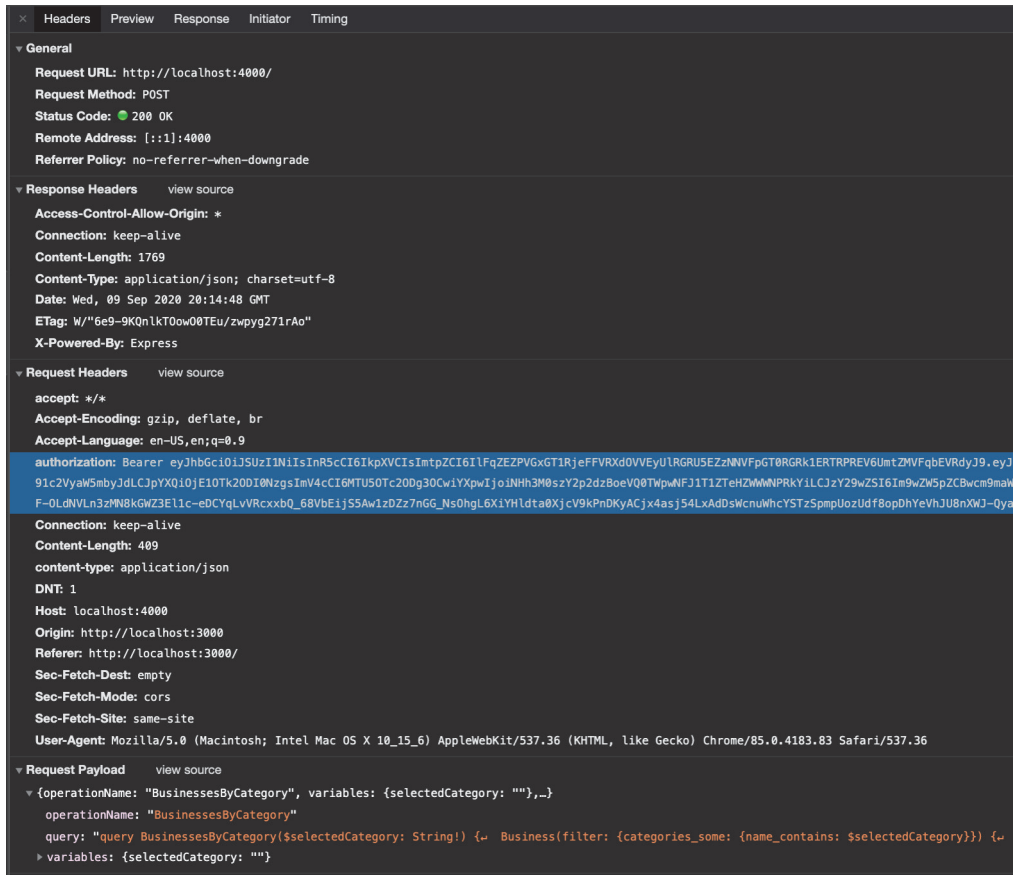 × Headers Preview Response Initiator Timing
▼ General
Request URL: http://localhost:4000/
Request Method: POST
Status Code: 200 OK
Remote Address: [::1]:4000
Referrer Policy: no-referrer-when-downgrade
▼ Response Headers view source
Access-Control-Allow-Origin: *
Connection: keep-alive
Content-Length: 1769
Content-Type: application/json; charset=utf-8
Date: Wed, 09 Sep 2020 20:14:48 GMT
ETag: W/"6e9-9KQnlkTOowO0TEu/zwpyg271rAo"
X-Powered-By: Express
▼ Request Headers view source
accept: */*
Accept-Encoding: gzip, deflate, br
Accept-Language: en-US,en;q=0.9
authorization: Bearer
Connection: keep-alive
Content-Length: 409
content-type: application/json
DNT: 1
Host: localhost:4000
Origin: http://localhost:3000
Referer: http://localhost:3000/
Sec-Fetch-Dest: empty
Sec-Fetch-Mode: cors
Sec-Fetch-Site: same-site
User-Agent: Mozilla/5.0 (Macintosh; Intel Mac OS X 10_15_6) AppleWebKit/537.36 (KHTML, like Gecko) Chrome/85.0.4183.83 Safari/537.36
▼ Request Payload view source
▼ {operationName: "BusinessesByCategory", variables: {selectedCategory: ""},…}
operationName: "BusinessesByCategory"
query: "query BusinessesByCategory($selectedCategory: String!) {↵ Business(filter: {categories_some: {name_contains: $selectedCategory}}) {↵
▶ variables: {selectedCategory: ""}